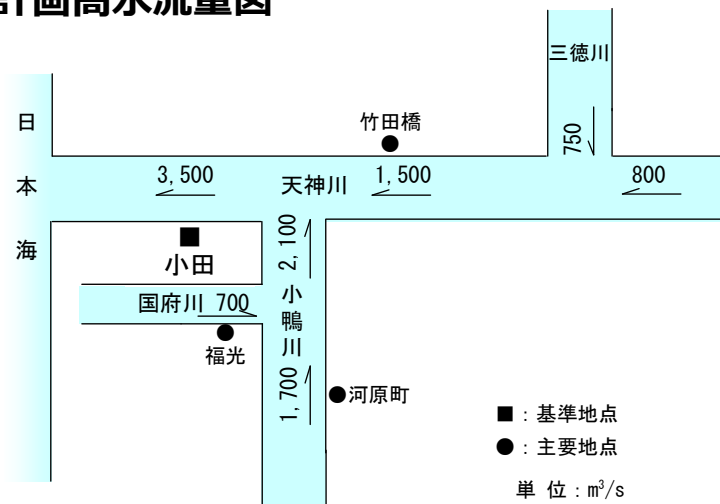 計画高水流量図
三徳川
750
竹田橋
日本海
3,500
天神川
1,500
800
小田
2,100
国府川 700
小鴨川
福光
1,700
河原町
■：基準地点
●：主要地点
単 位：m³/s